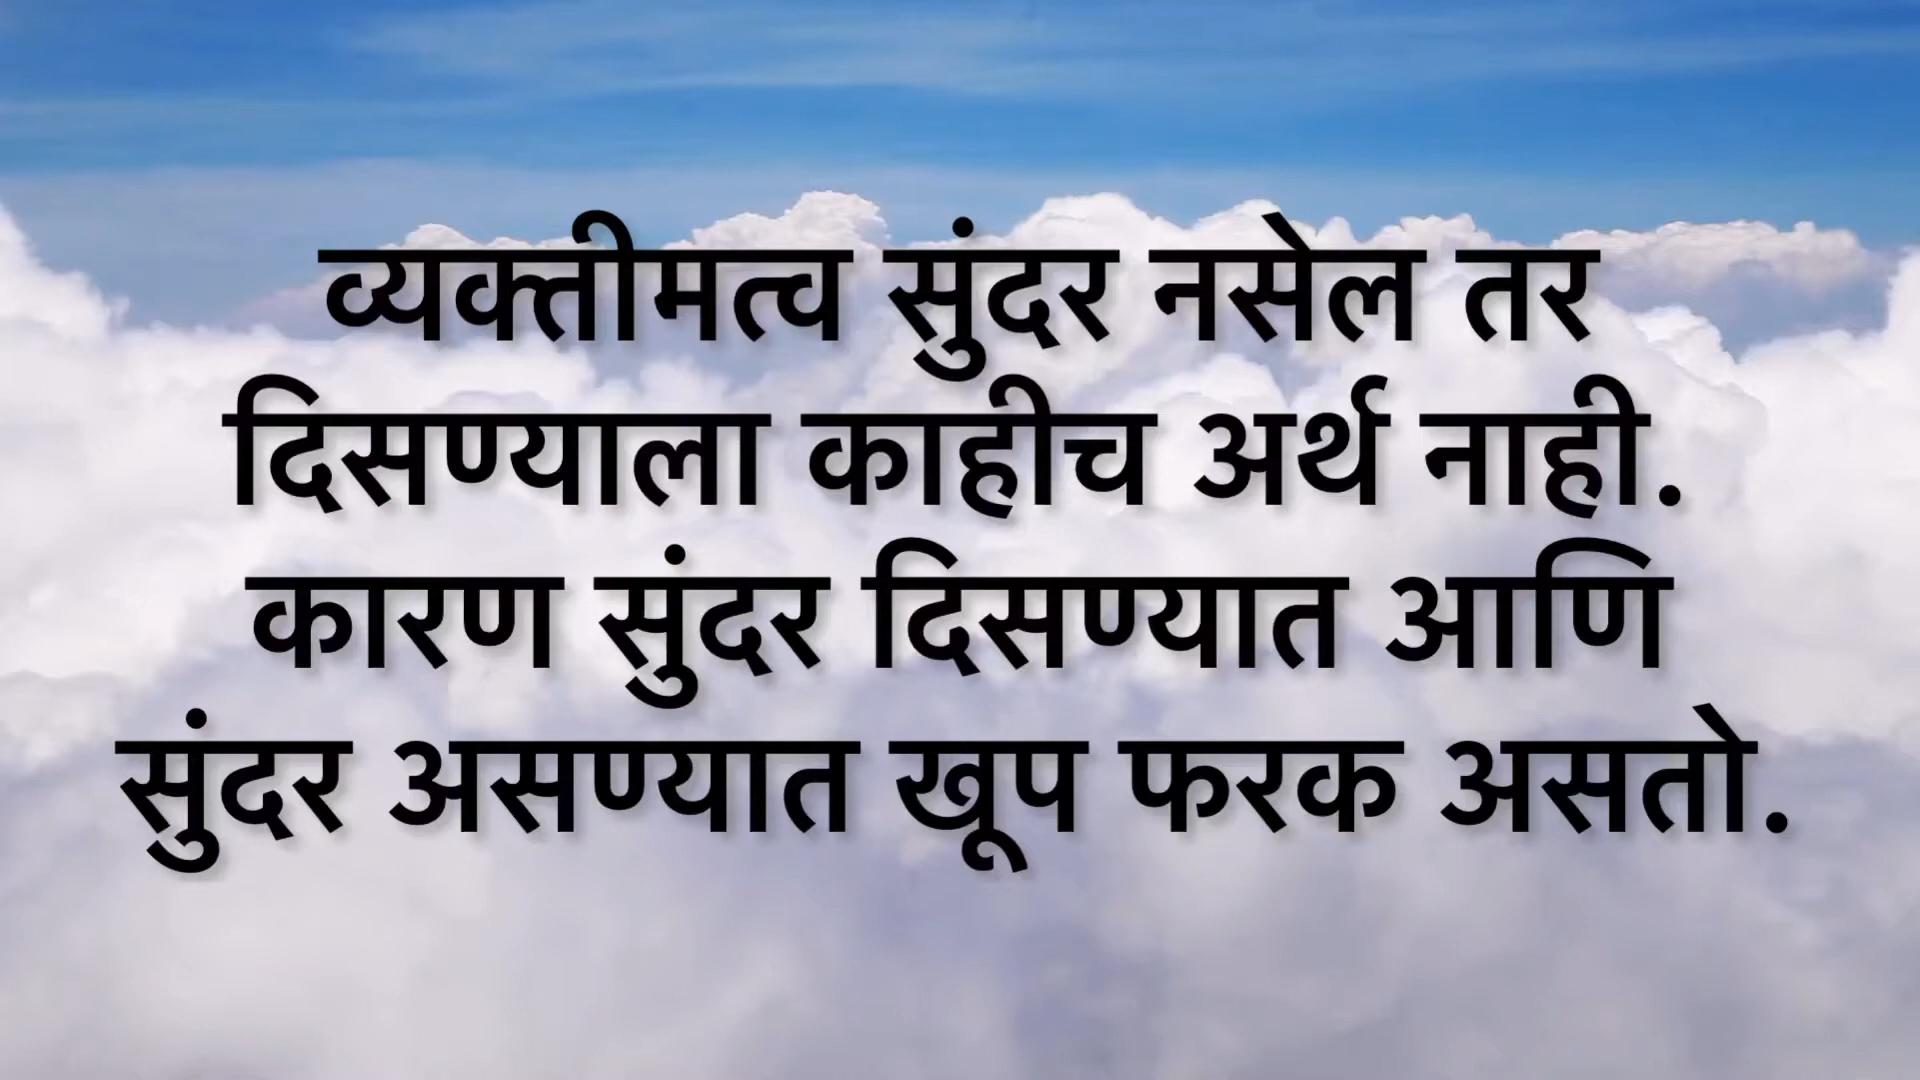 व्यक्तीमत्व सुंदर नसेल तर
दिसण्याला काहीच अर्थ नाही.
कारण सुंदर दिसण्यात आणि
सुंदर असण्यात खूप फरक असतो.